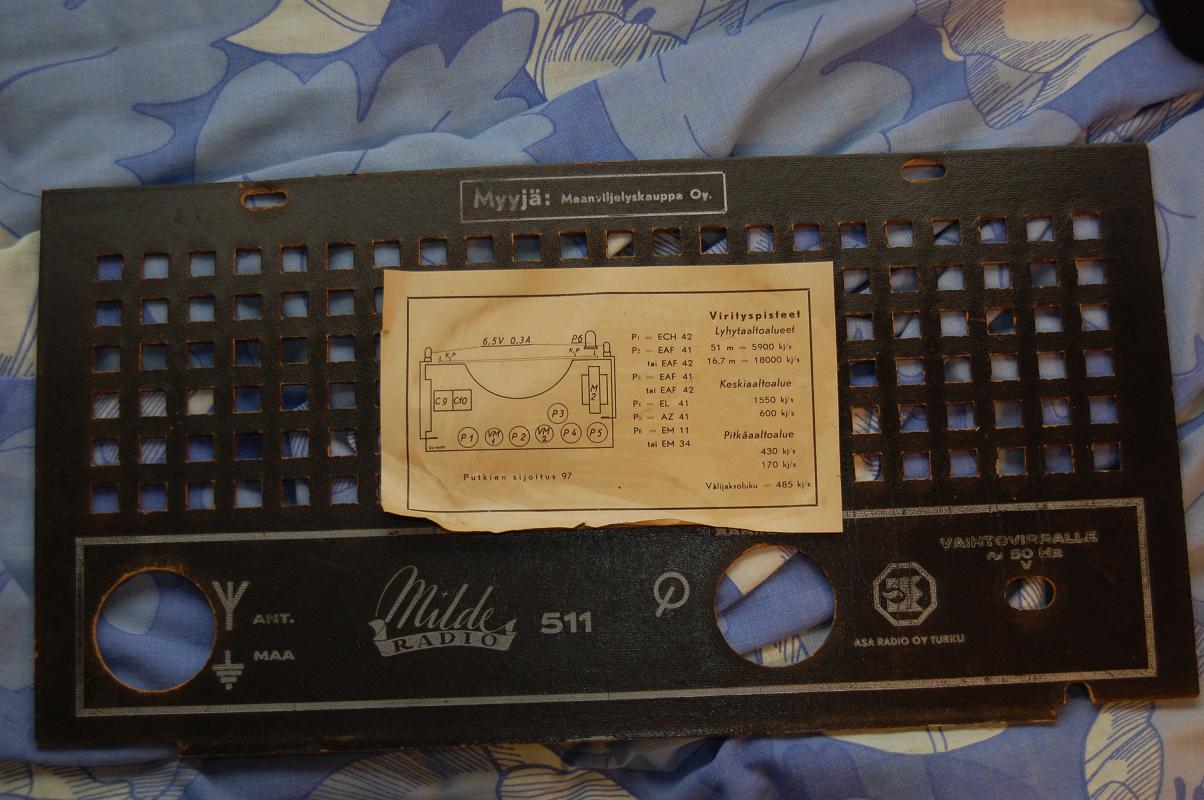 Myyjä: Maanviljelyskauppa Oy.
6,5V 0,3A
P6
L K,P
K,P L
C9 C10
M2
P3
P1 VM1 P2 VM2 P4 P5
Putkien sijoitus 97
P1 = ECH 42
P2 = EAF 41
tai EAF 42
P3 = EAF 41
tai EAF 42
P4 = EL 41
P5 = AZ 41
P6 = EM 11
tai EM 34
Virityspisteet
Lyhytaaltoalueet
51 m = 5900 kj/s
16,7 m = 18000 kj/s
Keskiaaltoalue
1550 kj/s
600 kj/s
Pitkäaaltoalue
430 kj/s
170 kj/s
Välijaksoluku = 485 kj/s
ANT.
MAA
Milde
RADIO
511
ASA RADIO OY TURKU
VAIHTOVIRRALLE
~ 50 Hz
V